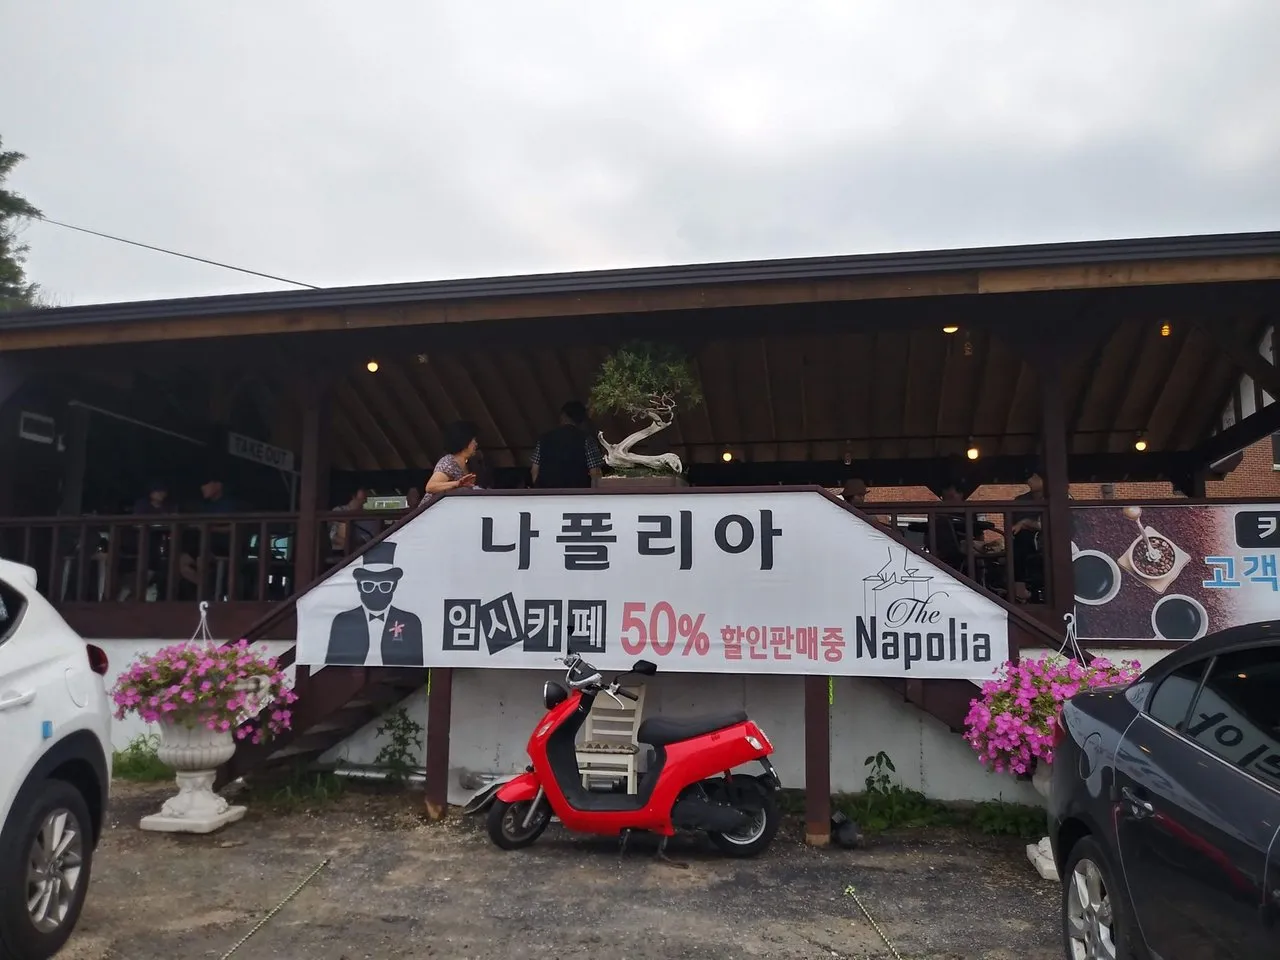 TAKE OUT
나폴리아
임시카페 50% 할인판매중
The
Napolia
고객